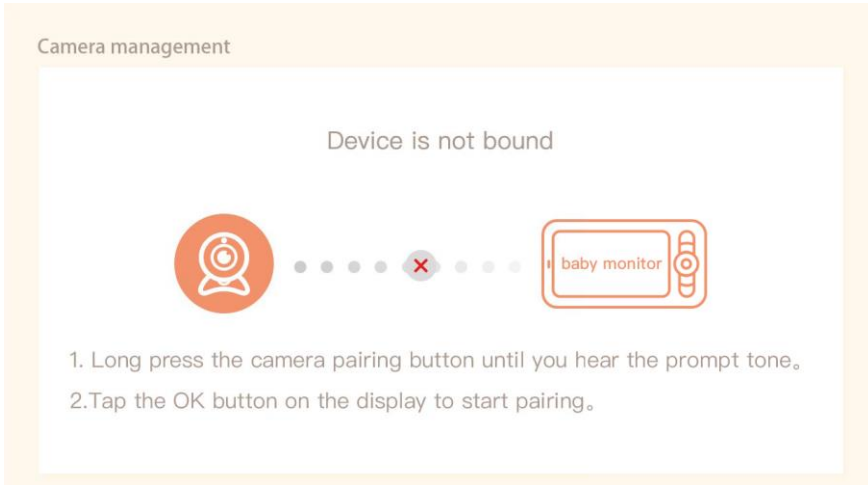 Camera management
Device is not bound
baby monitor
1. Long press the camera pairing button until you hear the prompt tone。
2.Tap the OK button on the display to start pairing。